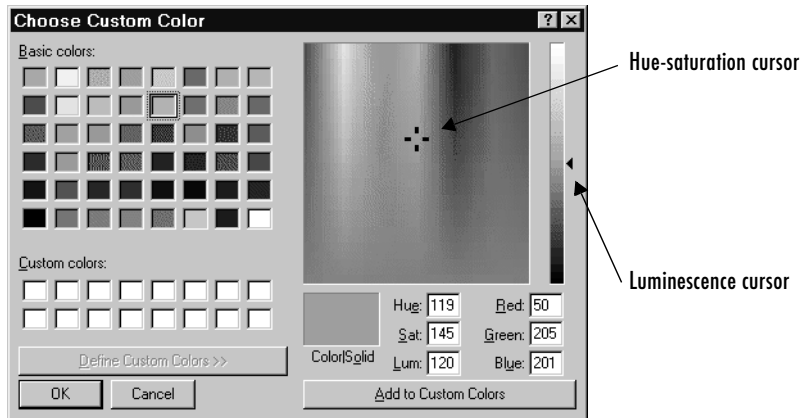 Choose Custom Color
Basic colors:
Hue-saturation cursor
Custom colors:
Luminescence cursor
Define Custom Colors >>
OK
Cancel
Color|Solid
Hue: 119
Sat: 145
Lum: 120
Red: 50
Green: 205
Blue: 201
Add to Custom Colors